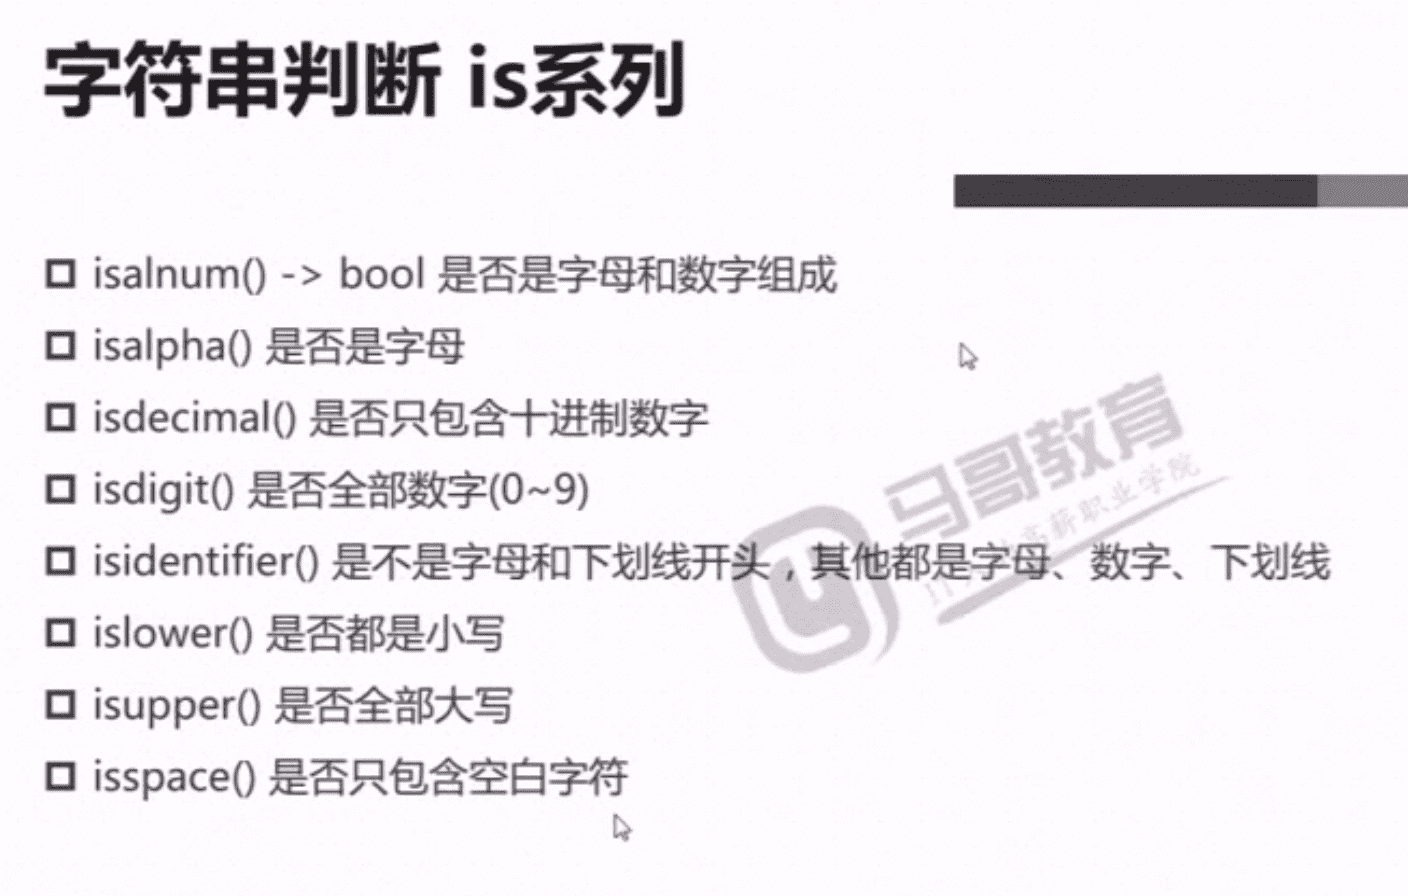 字符串判断 is系列
isalnum() -> bool 是否是字母和数字组成
isalpha() 是否是字母
isdecimal() 是否只包含十进制数字
isdigit() 是否全部数字(0~9)
isidentifier() 是不是字母和下划线开头，其他都是字母、数字、下划线
islower() 是否都是小写
isupper() 是否全部大写
isspace() 是否只包含空白字符
马哥教育
高薪职业学院